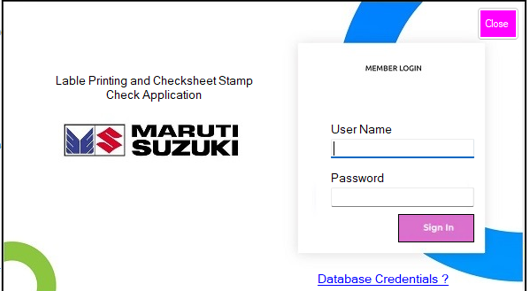 Close
MEMBER LOGIN
Lable Printing and Checksheet Stamp
Check Application
MARUTI
SUZUKI
User Name
Password
Sign In
Database Credentials ?